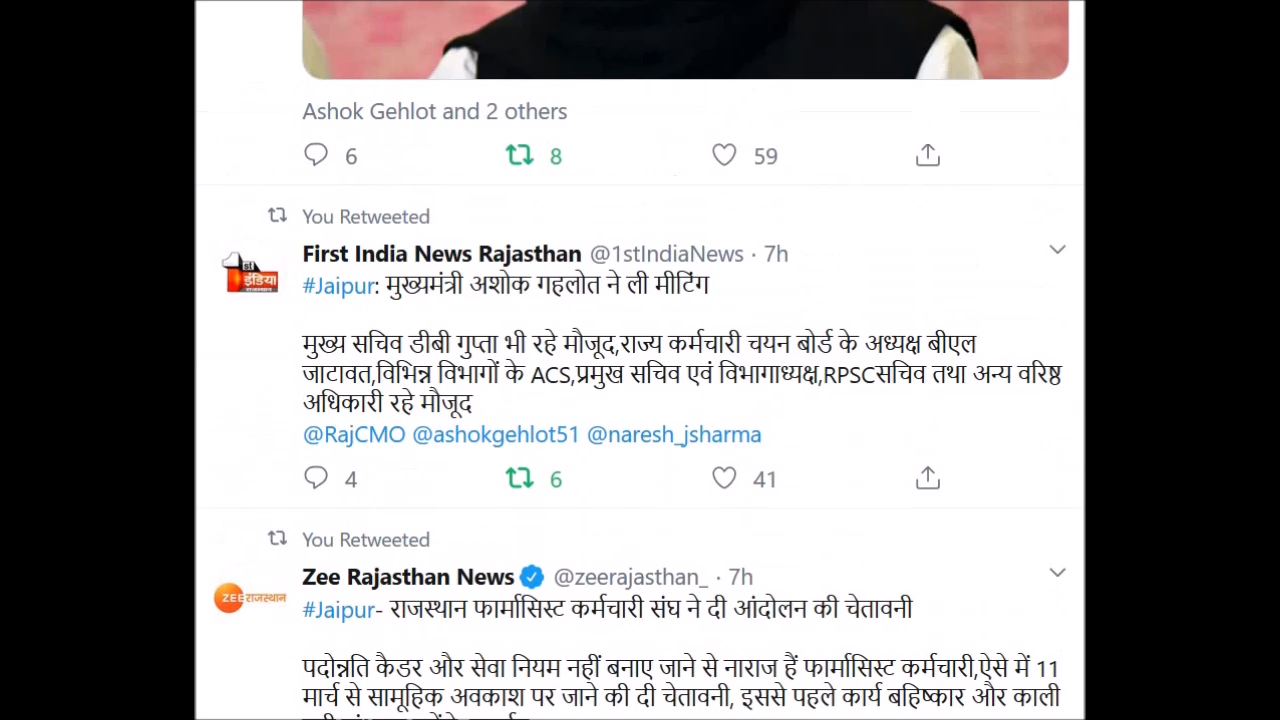 Ashok Gehlot and 2 others
6 8 59
You Retweeted
First India News Rajasthan @1stIndiaNews · 7h
1st
इंडिया
राजस्थान
#Jaipur: मुख्यमंत्री अशोक गहलोत ने ली मीटिंग
मुख्य सचिव डीबी गुप्ता भी रहे मौजूद,राज्य कर्मचारी चयन बोर्ड के अध्यक्ष बीएल
जाटावत,विभिन्न विभागों के ACS,प्रमुख सचिव एवं विभागाध्यक्ष,RPSCसचिव तथा अन्य वरिष्ठ
अधिकारी रहे मौजूद
@RajCMO @ashokgehlot51 @naresh_jsharma
4 6 41
You Retweeted
Zee Rajasthan News @zeerajasthan_ · 7h
ZEE राजस्थान
#Jaipur- राजस्थान फार्मासिस्ट कर्मचारी संघ ने दी आंदोलन की चेतावनी
पदोन्नति कैडर और सेवा नियम नहीं बनाए जाने से नाराज हैं फार्मासिस्ट कर्मचारी,ऐसे में 11
मार्च से सामूहिक अवकाश पर जाने की दी चेतावनी, इससे पहले कार्य बहिष्कार और काली